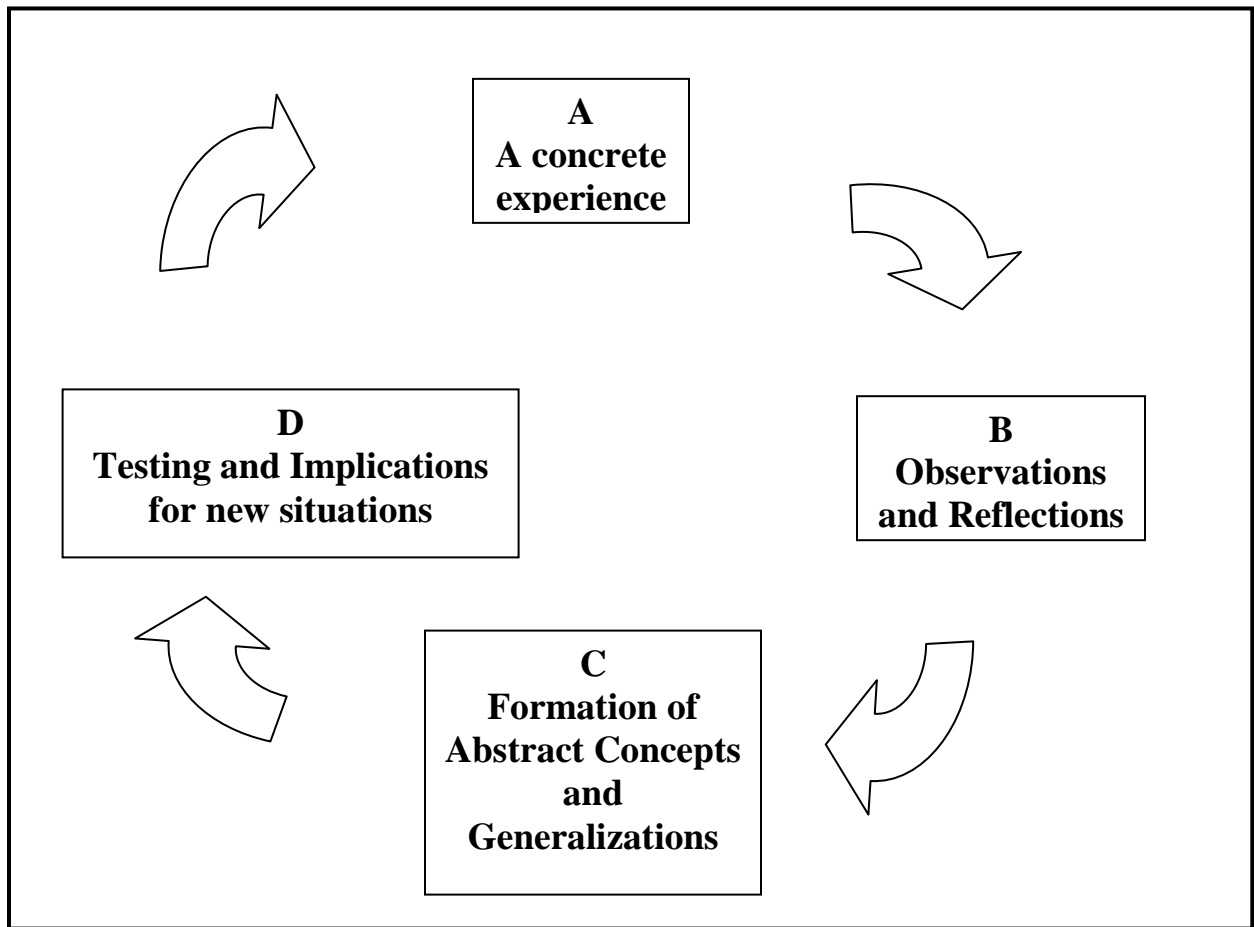 A
A concrete
experience
B
Observations
and Reflections
C
Formation of
Abstract Concepts
and
Generalizations
D
Testing and Implications
for new situations